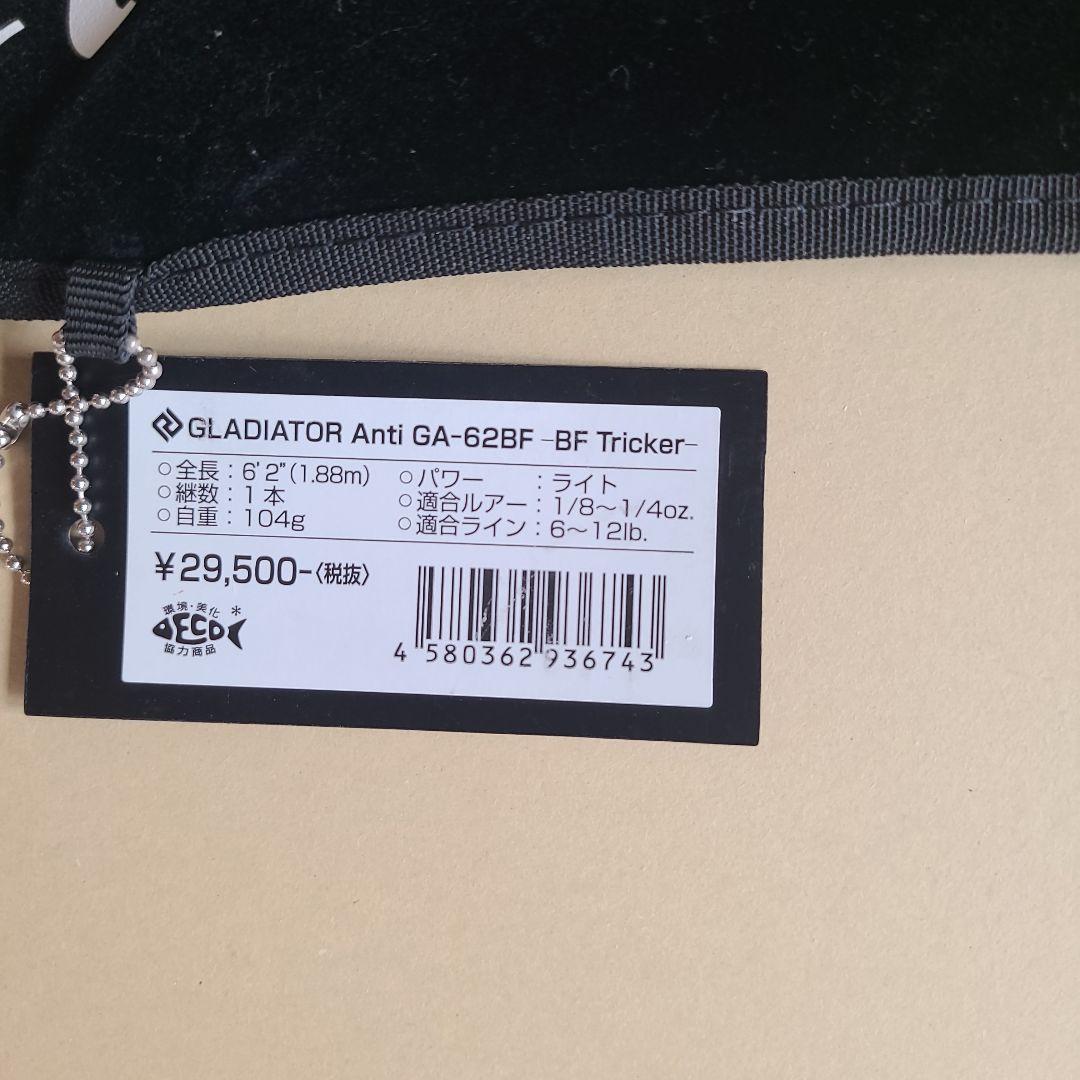 GLADIATOR Anti GA-62BF -BF Tricker-
○全長:6'2"(1.88m)
○継数:1本
○自重:104g
○パワー:ライト
○適合ルアー:1/8〜1/4oz.
○適合ライン:6〜12lb.
¥29,500-〈税抜〉
環境・美化
ECO
協力商品
*
4 580362 936743